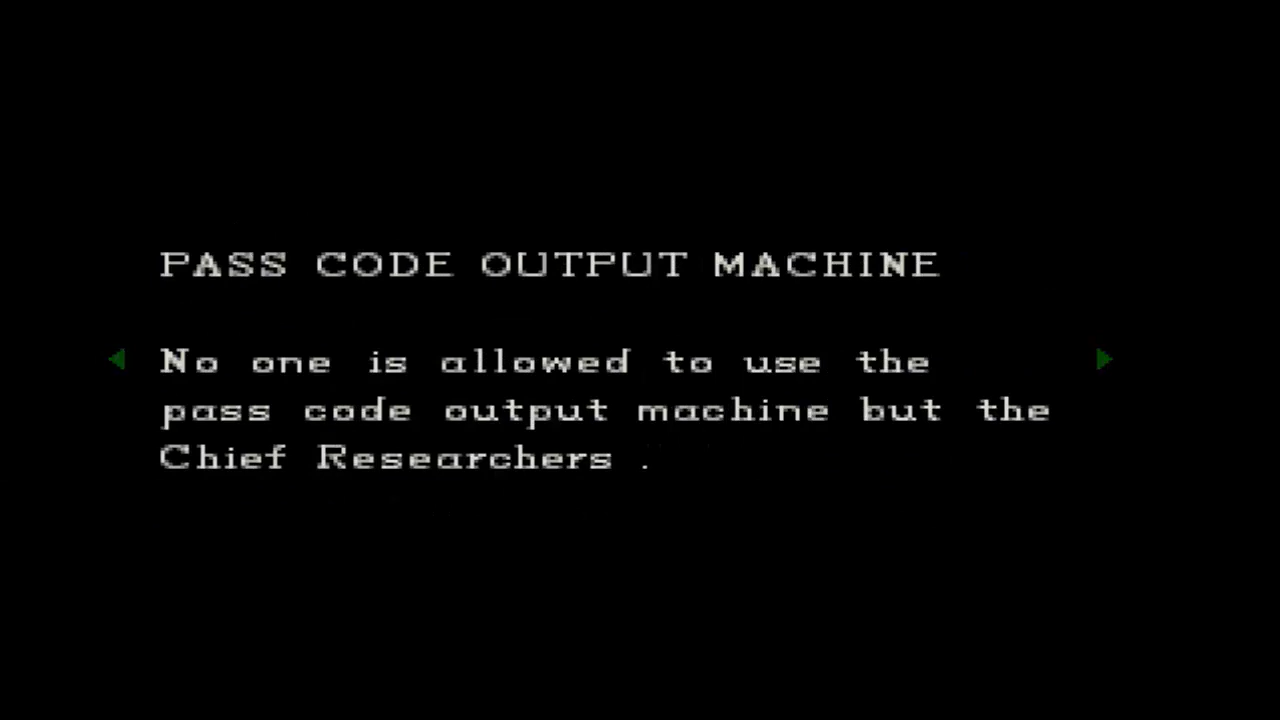 PASS CODE OUTPUT MACHINE
No one is allowed to use the
pass code output machine but the
Chief Researchers .